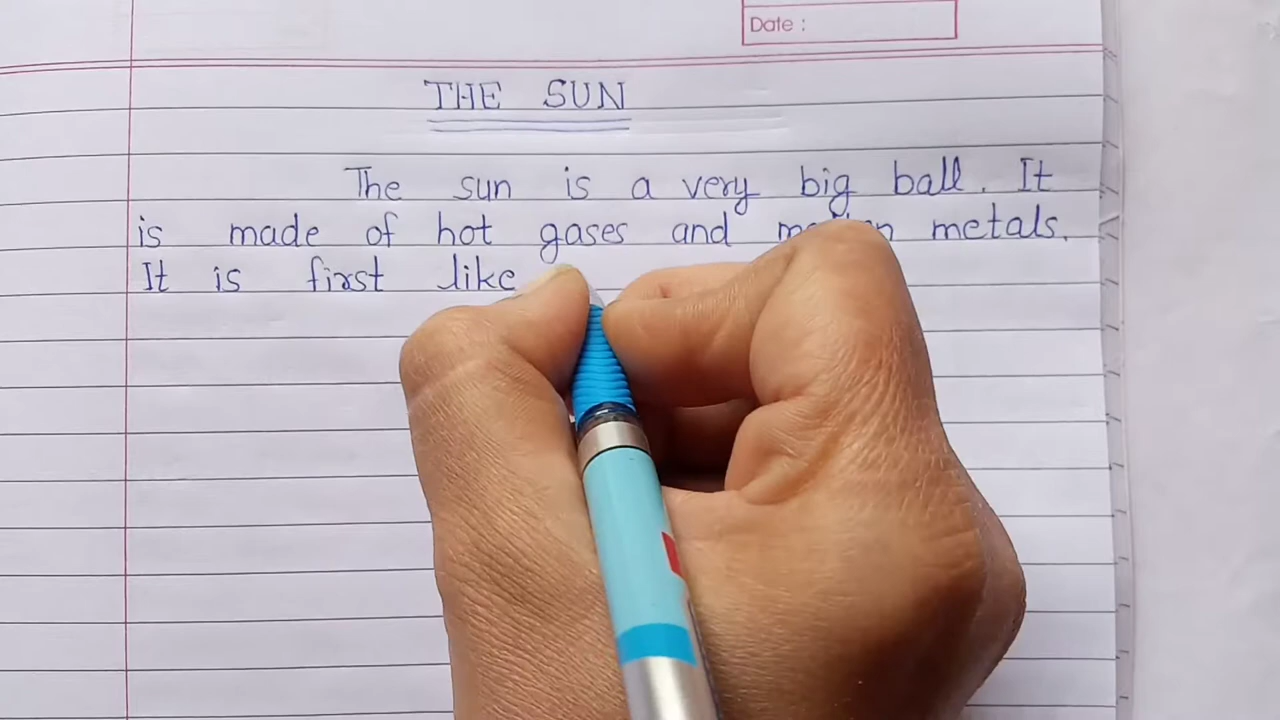 Date :
THE SUN
The sun is a very big ball. It
is made of hot gases and metals.
It is first like